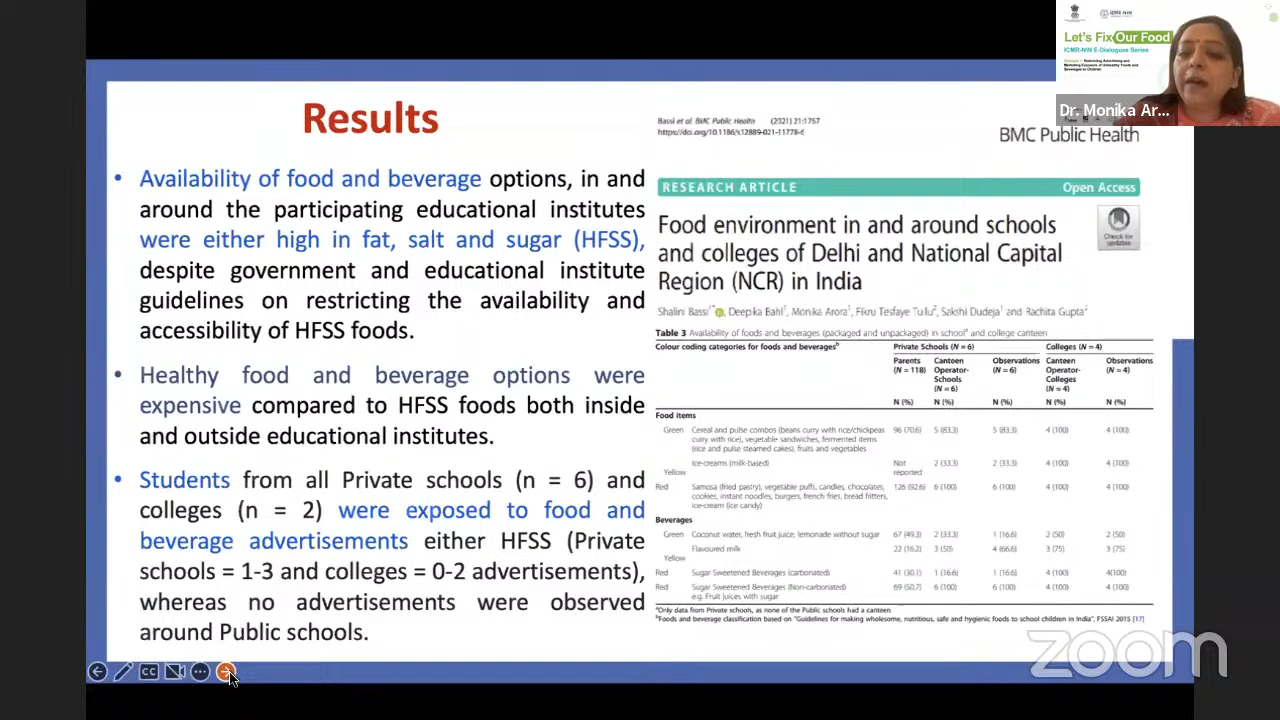 Results
• Availability of food and beverage options, in and
around the participating educational institutes
were either high in fat, salt and sugar (HFSS),
despite government and educational institute
guidelines on restricting the availability and
accessibility of HFSS foods.
• Healthy food and beverage options were
expensive compared to HFSS foods both inside
and outside educational institutes.
• Students from all Private schools (n = 6) and
colleges (n = 2) were exposed to food and
beverage advertisements either HFSS (Private
schools = 1-3 and colleges = 0-2 advertisements),
whereas no advertisements were observed
around Public schools.
Bassi et al. BMC Public Health (2021) 21:1767
https://doi.org/10.1186/s12889-021-11778-6
BMC Public Health
RESEARCH ARTICLE Open Access
Food environment in and around schools
and colleges of Delhi and National Capital
Region (NCR) in India
Check for
updates
Shalini Bassi1*, Deepika Bahl1, Monika Arora1, Fikru Tesfaye Tullu2, Sakshi Dudeja1 and Rachita Gupta2
Table 3 Availability of foods and beverages (packaged and unpackaged) in schoola and college canteen
Colour coding categories for foods and beveragesb Private Schools (N = 6) Colleges (N = 4)
Parents (N = 118) Canteen Operator-Schools (N = 6) Observations (N = 6) Canteen Operator-Colleges (N = 4) Observations (N = 4)
N (%) N (%) N (%) N (%) N (%)
Food items
Green Cereal and pulse combos (beans curry with rice/chickpeas 96 (70.6) 5 (83.3) 5 (83.3) 4 (100) 4 (100)
curry with rice), vegetable sandwiches, fermented items
(rice and pulse steamed cakes), fruits and vegetables
Yellow Ice-creams (milk-based) Not reported 2 (33.3) 2 (33.3) 4 (100) 4 (100)
Red Samosa (fried pastry), vegetable puffs, candies, chocolates, 126 (92.6) 6 (100) 6 (100) 4 (100) 4 (100)
cookies, instant noodles, burgers, french fries, bread fritters,
ice-cream (ice candy)
Beverages
Green Coconut water, fresh fruit juice, lemonade without sugar 67 (49.3) 2 (33.3) 1 (16.6) 2 (50) 2 (50)
Yellow Flavoured milk 22 (16.2) 3 (50) 4 (66.6) 3 (75) 3 (75)
Red Sugar Sweetened Beverages (carbonated) 41 (30.1) 1 (16.6) 1 (16.6) 4 (100) 4(100)
Red Sugar Sweetened Beverages (Non-carbonated) 69 (50.7) 6 (100) 6 (100) 4 (100) 4 (100)
e.g. Fruit juices with sugar
aOnly data from Private schools, as none of the Public schools had a canteen
bFoods and beverage classification based on "Guidelines for making wholesome, nutritious, safe and hygienic foods to school children in India", FSSAI 2015 [17]
Let's Fix Our Food
ICMR-NIN E-Dialogues Series
Dr. Monika Ar...
CC
zoom